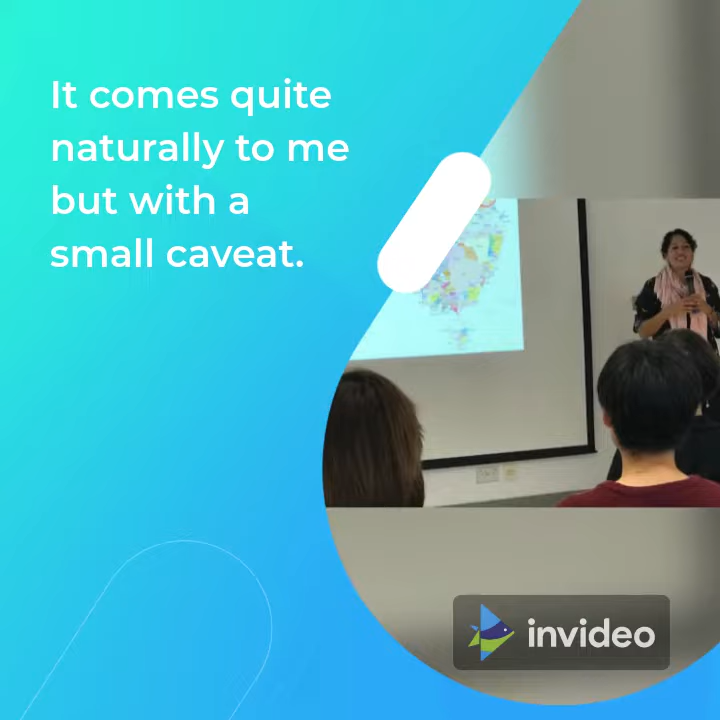 It comes quite
naturally to me
but with a
small caveat.
invideo